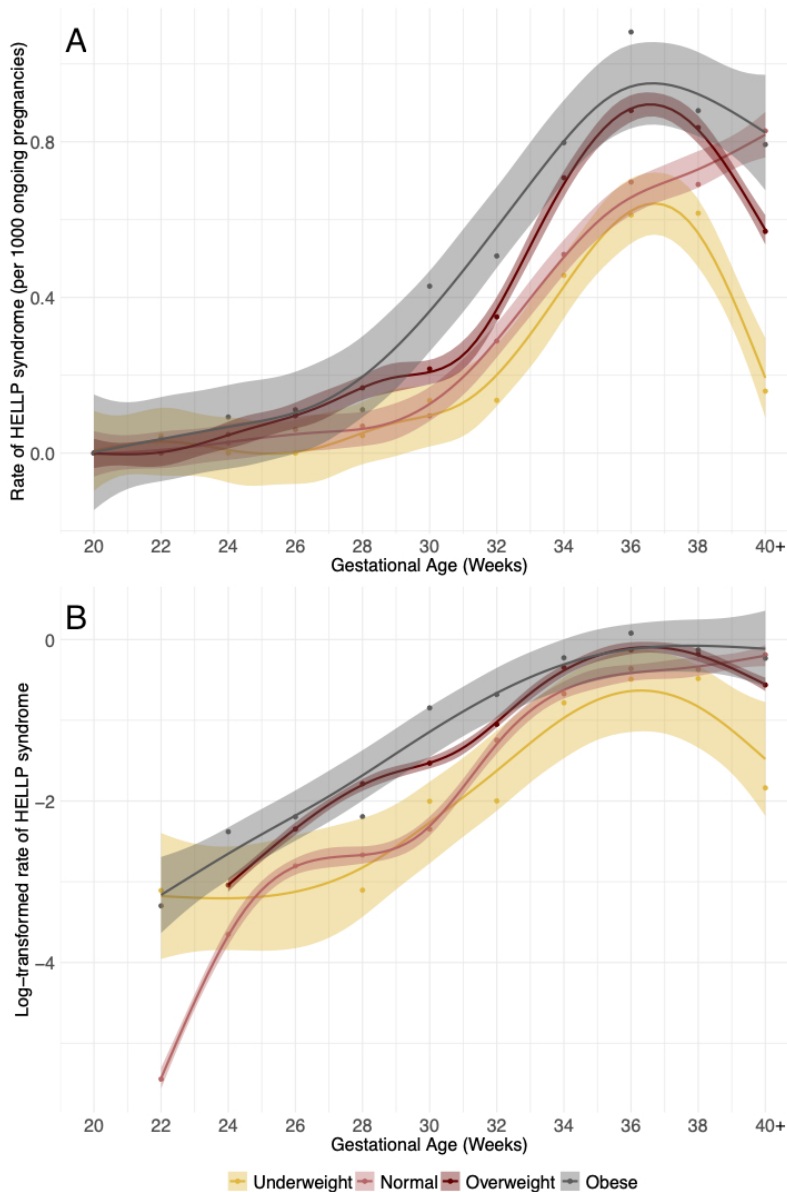 A
Rate of HELLP syndrome (per 1000 ongoing pregnancies)
0.8
0.4
0.0
20 22 24 26 28 30 32 34 36 38 40+
Gestational Age (Weeks)
B
Log−transformed rate of HELLP syndrome
0
−2
−4
20 22 24 26 28 30 32 34 36 38 40+
Gestational Age (Weeks)
Underweight Normal Overweight Obese